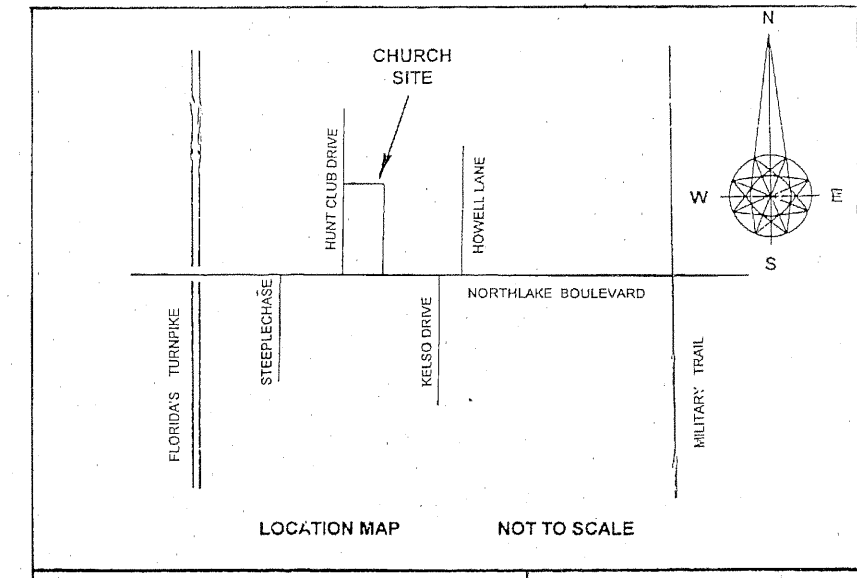 N
CHURCH
SITE
HUNT CLUB DRIVE
HOWELL LANE
W
E
S
NORTHLAKE BOULEVARD
FLORIDA'S TURNPIKE
STEEPLECHASE
KELSO DRIVE
MILITARY TRAIL
LOCATION MAP
NOT TO SCALE